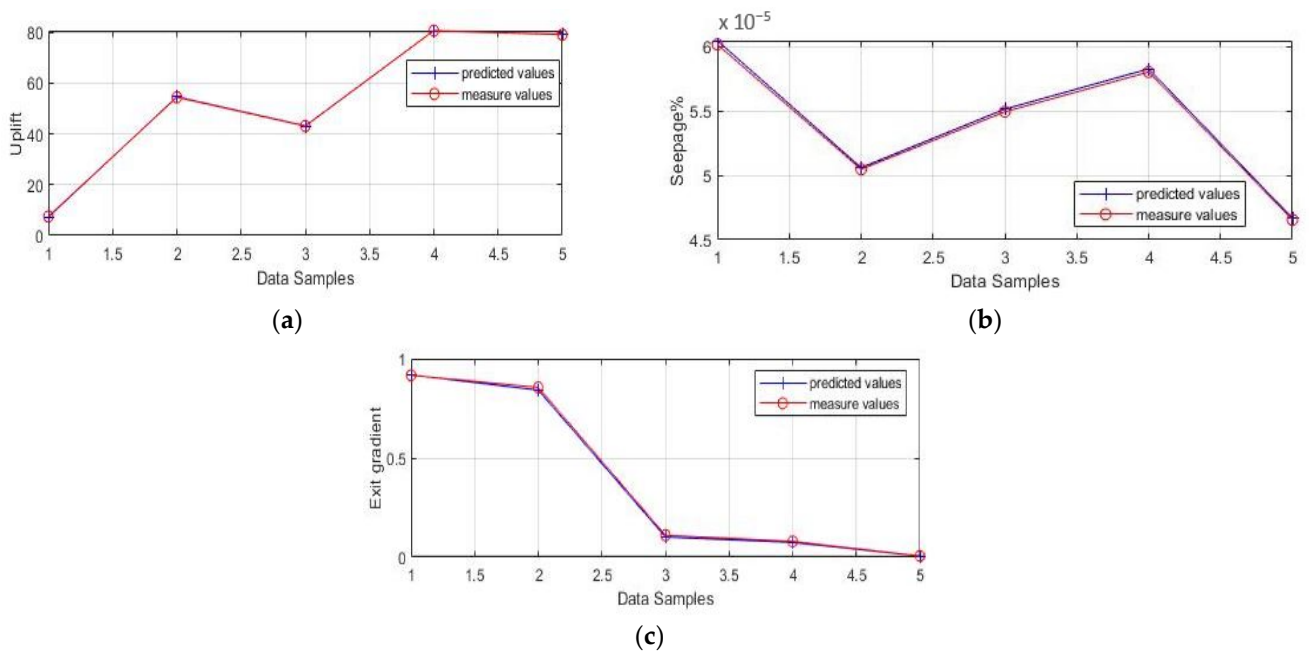 80
60
40
20
0
Uplift
predicted values
measure values
1 1.5 2 2.5 3 3.5 4 4.5 5
Data Samples
(a)
x 10⁻⁵
6
5.5
5
4.5
Seepage%
predicted values
measure values
1 1.5 2 2.5 3 3.5 4 4.5 5
Data Samples
(b)
1
0.5
0
Exit gradient
predicted values
measure values
1 1.5 2 2.5 3 3.5 4 4.5 5
Data Samples
(c)